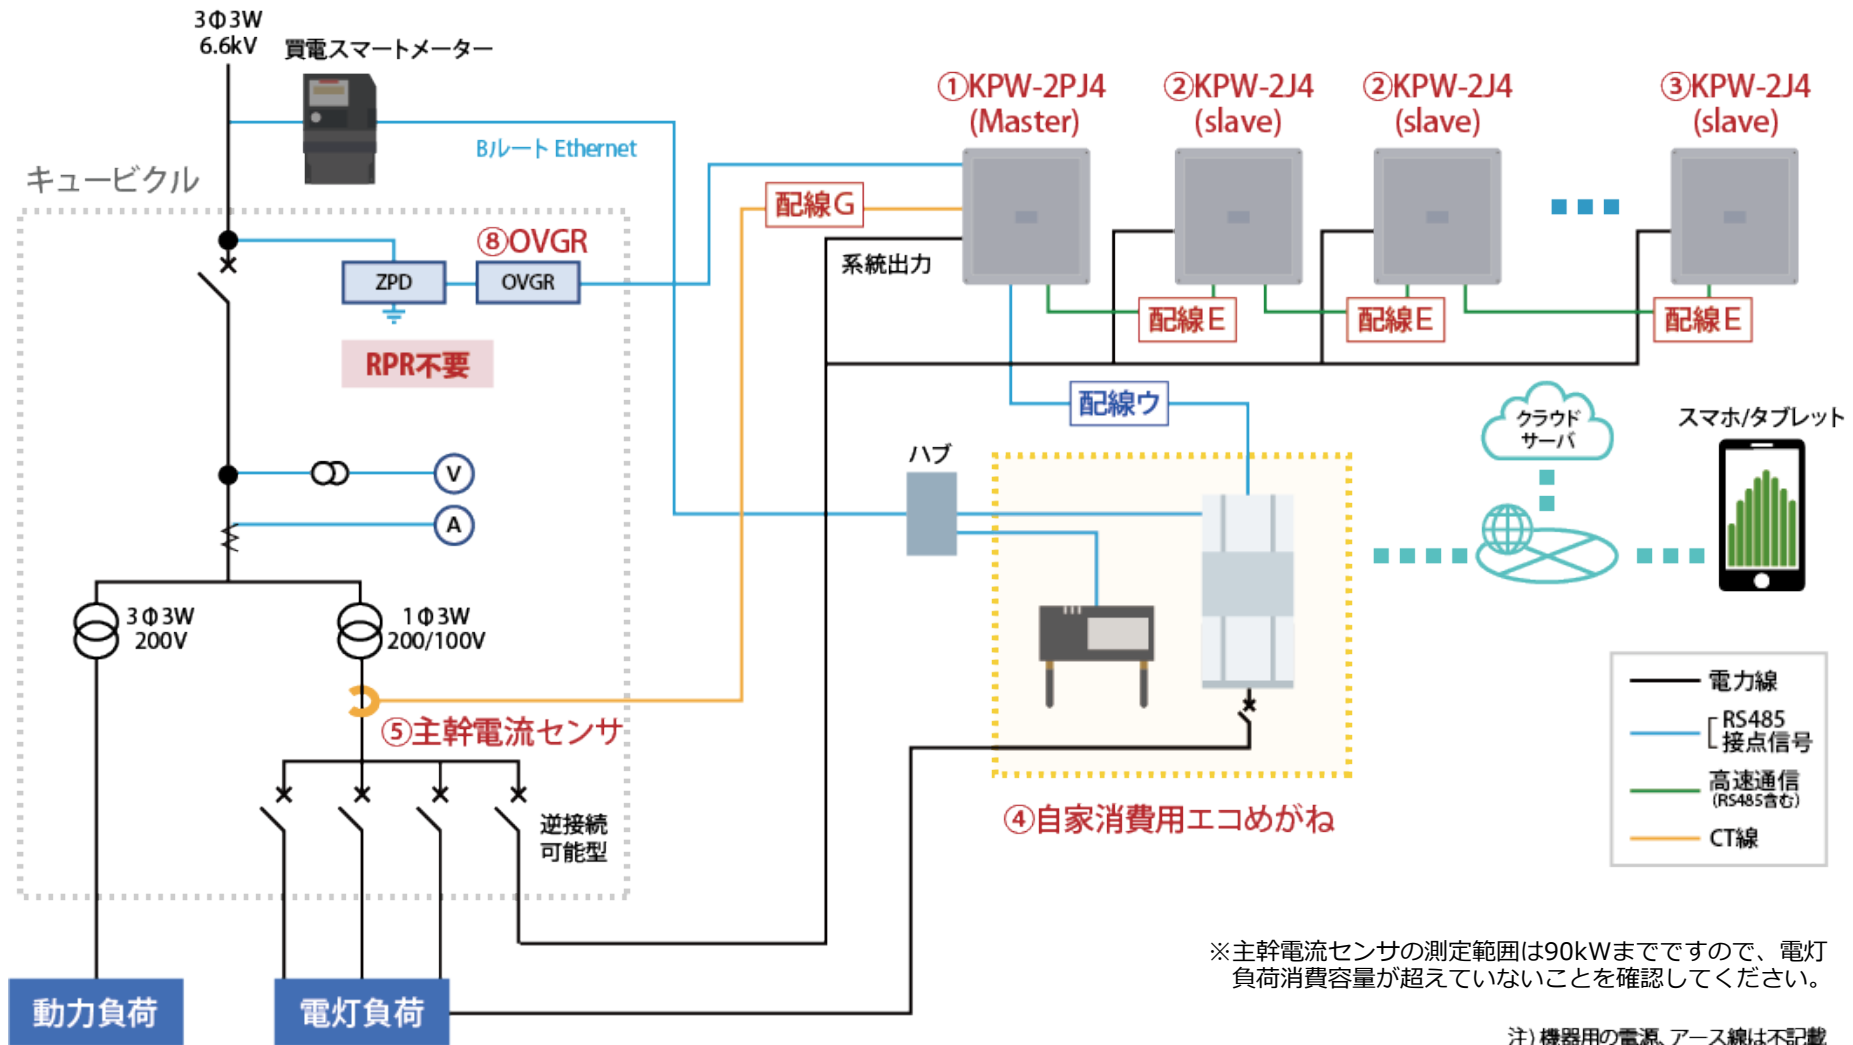 3Φ3W
6.6kV
買電スマートメーター
Bルート Ethernet
キュービクル
⑧OVGR
ZPD
OVGR
RPR不要
配線G
系統出力
①KPW-2PJ4
(Master)
②KPW-2J4
(slave)
②KPW-2J4
(slave)
③KPW-2J4
(slave)
配線E
配線E
配線E
配線ウ
ハブ
クラウド
サーバ
スマホ/タブレット
V
A
3Φ3W
200V
1Φ3W
200/100V
⑤主幹電流センサ
逆接続
可能型
④自家消費用エコめがね
電力線
RS485
接点信号
高速通信
(RS485含む)
CT線
動力負荷
電灯負荷
※主幹電流センサの測定範囲は90kWまでですので、電灯
負荷消費容量が超えていないことを確認してください。
注)機器用の電源、アース線は不記載